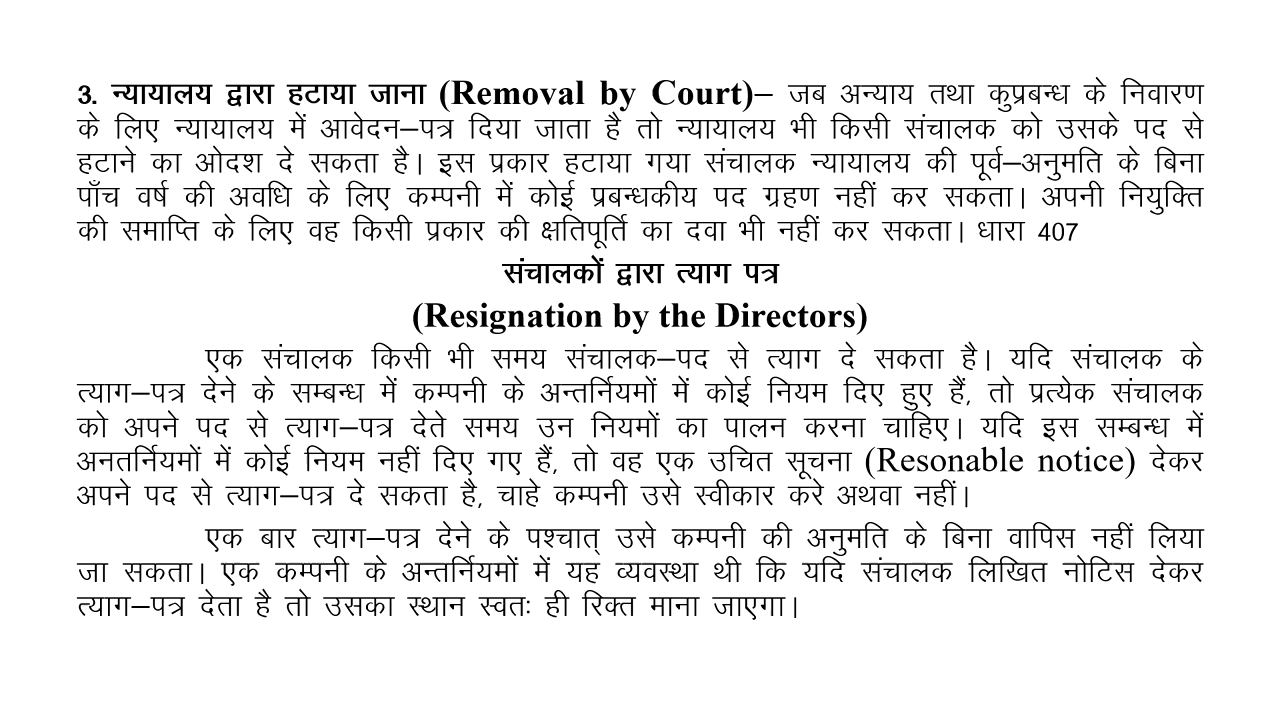 3. न्यायालय द्वारा हटाया जाना (Removal by Court)– जब अन्याय तथा कुप्रबन्ध के निवारण
के लिए न्यायालय में आवेदन–पत्र दिया जाता है तो न्यायालय भी किसी संचालक को उसके पद से
हटाने का ओदश दे सकता है। इस प्रकार हटाया गया संचालक न्यायालय की पूर्व–अनुमति के बिना
पाँच वर्ष की अवधि के लिए कम्पनी में कोई प्रबन्धकीय पद ग्रहण नहीं कर सकता। अपनी नियुक्ति
की समाप्ति के लिए वह किसी प्रकार की क्षतिपूर्ति का दवा भी नहीं कर सकता। धारा 407
संचालकों द्वारा त्याग पत्र
(Resignation by the Directors)
एक संचालक किसी भी समय संचालक–पद से त्याग दे सकता है। यदि संचालक के
त्याग–पत्र देने के सम्बन्ध में कम्पनी के अन्तर्नियमों में कोई नियम दिए हुए हैं, तो प्रत्येक संचालक
को अपने पद से त्याग–पत्र देते समय उन नियमों का पालन करना चाहिए। यदि इस सम्बन्ध में
अनतर्नियमों में कोई नियम नहीं दिए गए हैं, तो वह एक उचित सूचना (Resonable notice) देकर
अपने पद से त्याग–पत्र दे सकता है, चाहे कम्पनी उसे स्वीकार करे अथवा नहीं।
एक बार त्याग–पत्र देने के पश्चात् उसे कम्पनी की अनुमति के बिना वापिस नहीं लिया
जा सकता। एक कम्पनी के अन्तर्नियमों में यह व्यवस्था थी कि यदि संचालक लिखित नोटिस देकर
त्याग–पत्र देता है तो उसका स्थान स्वतः ही रिक्त माना जाएगा।